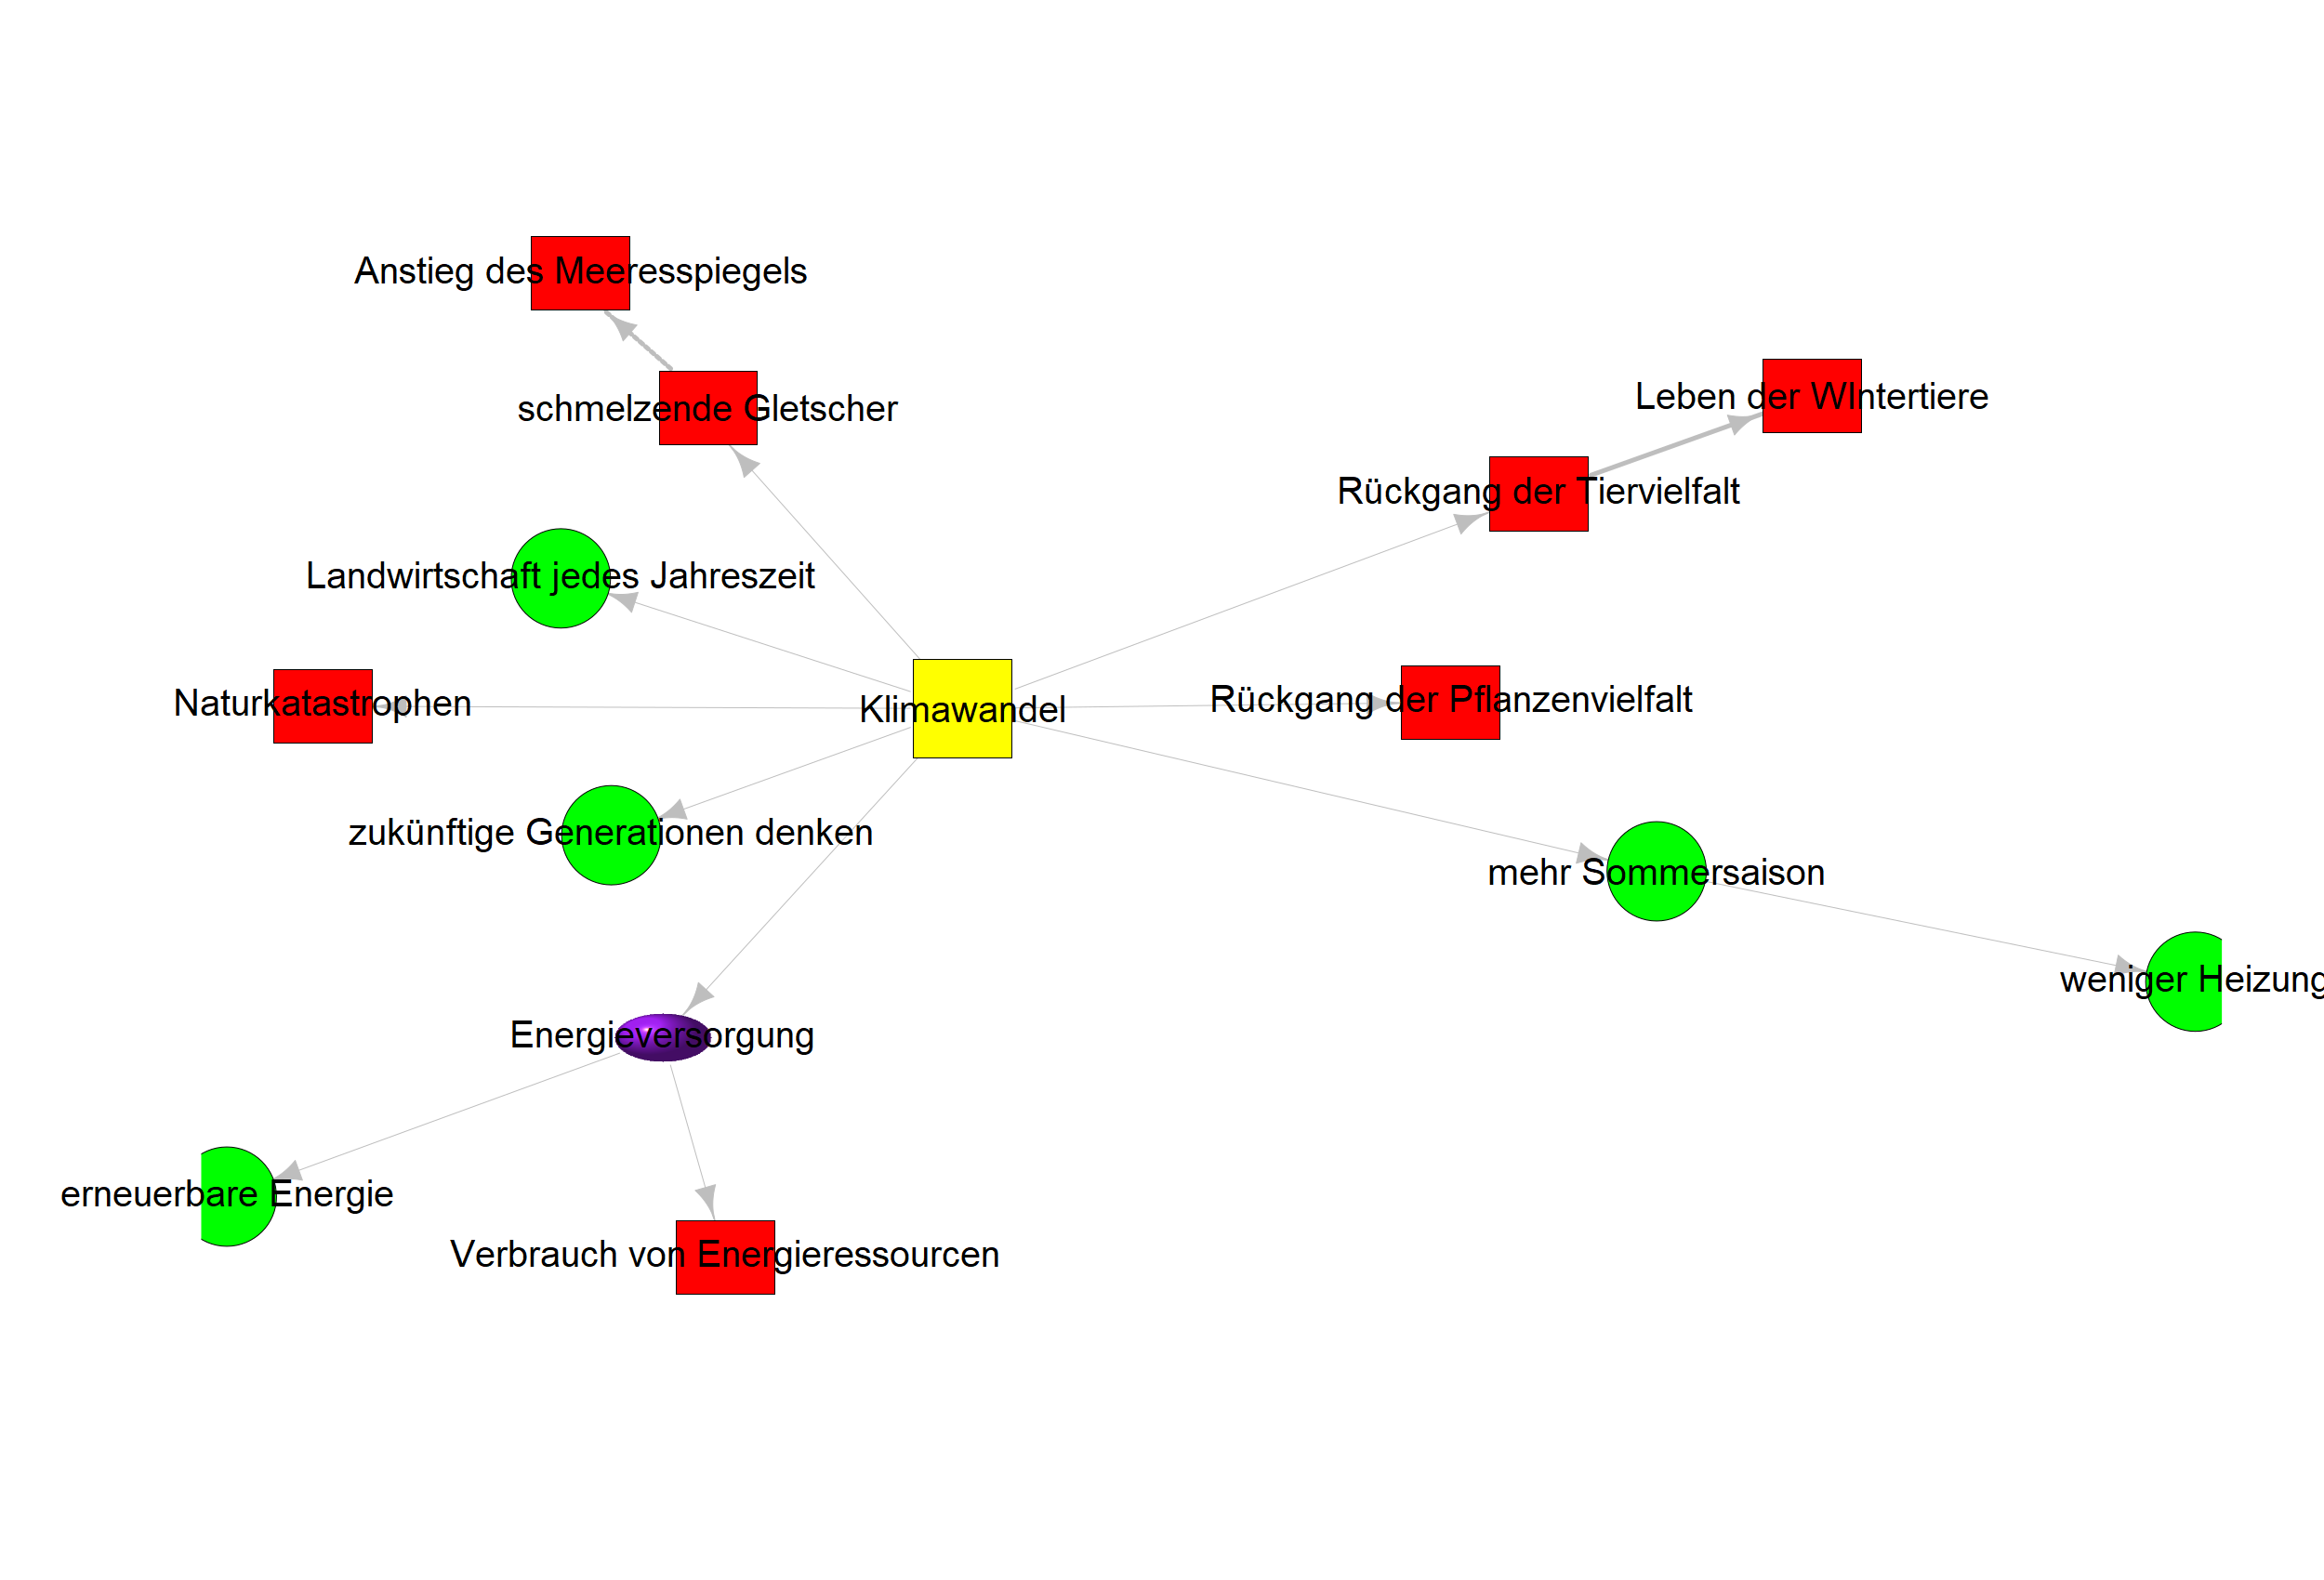 Anstieg des Meeresspiegels
Leben der WIntertiere
schmelzende Gletscher
Rückgang der Tiervielfalt
Landwirtschaft jedes Jahreszeit
Naturkatastrophen
Klimawandel
Rückgang der Pflanzenvielfalt
zukünftige Generationen denken
mehr Sommersaison
weniger Heizung
Energieversorgung
erneuerbare Energie
Verbrauch von Energieressourcen